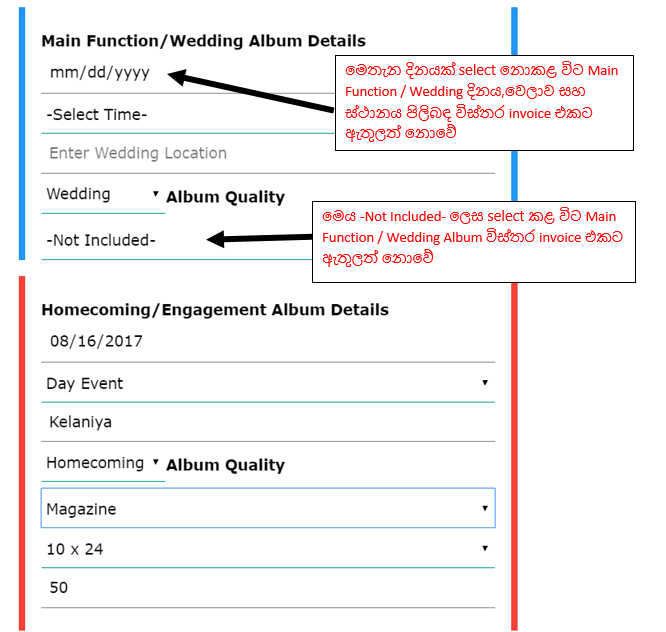 Main Function/Wedding Album Details
mm/dd/yyyy
මෙතැන දිනයක් select නොකළ විට Main
Function / Wedding දිනය,වෙලාව සහ
ස්ථානය පිලිබඳ විස්තර invoice එකට
ඇතුලත් නොවේ
-Select Time-
Enter Wedding Location
Wedding Album Quality
-Not Included-
මෙය -Not Included- ලෙස select කළ විට Main
Function / Wedding Album විස්තර invoice එකට
ඇතුලත් නොවේ
Homecoming/Engagement Album Details
08/16/2017
Day Event
Kelaniya
Homecoming Album Quality
Magazine
10 x 24
50